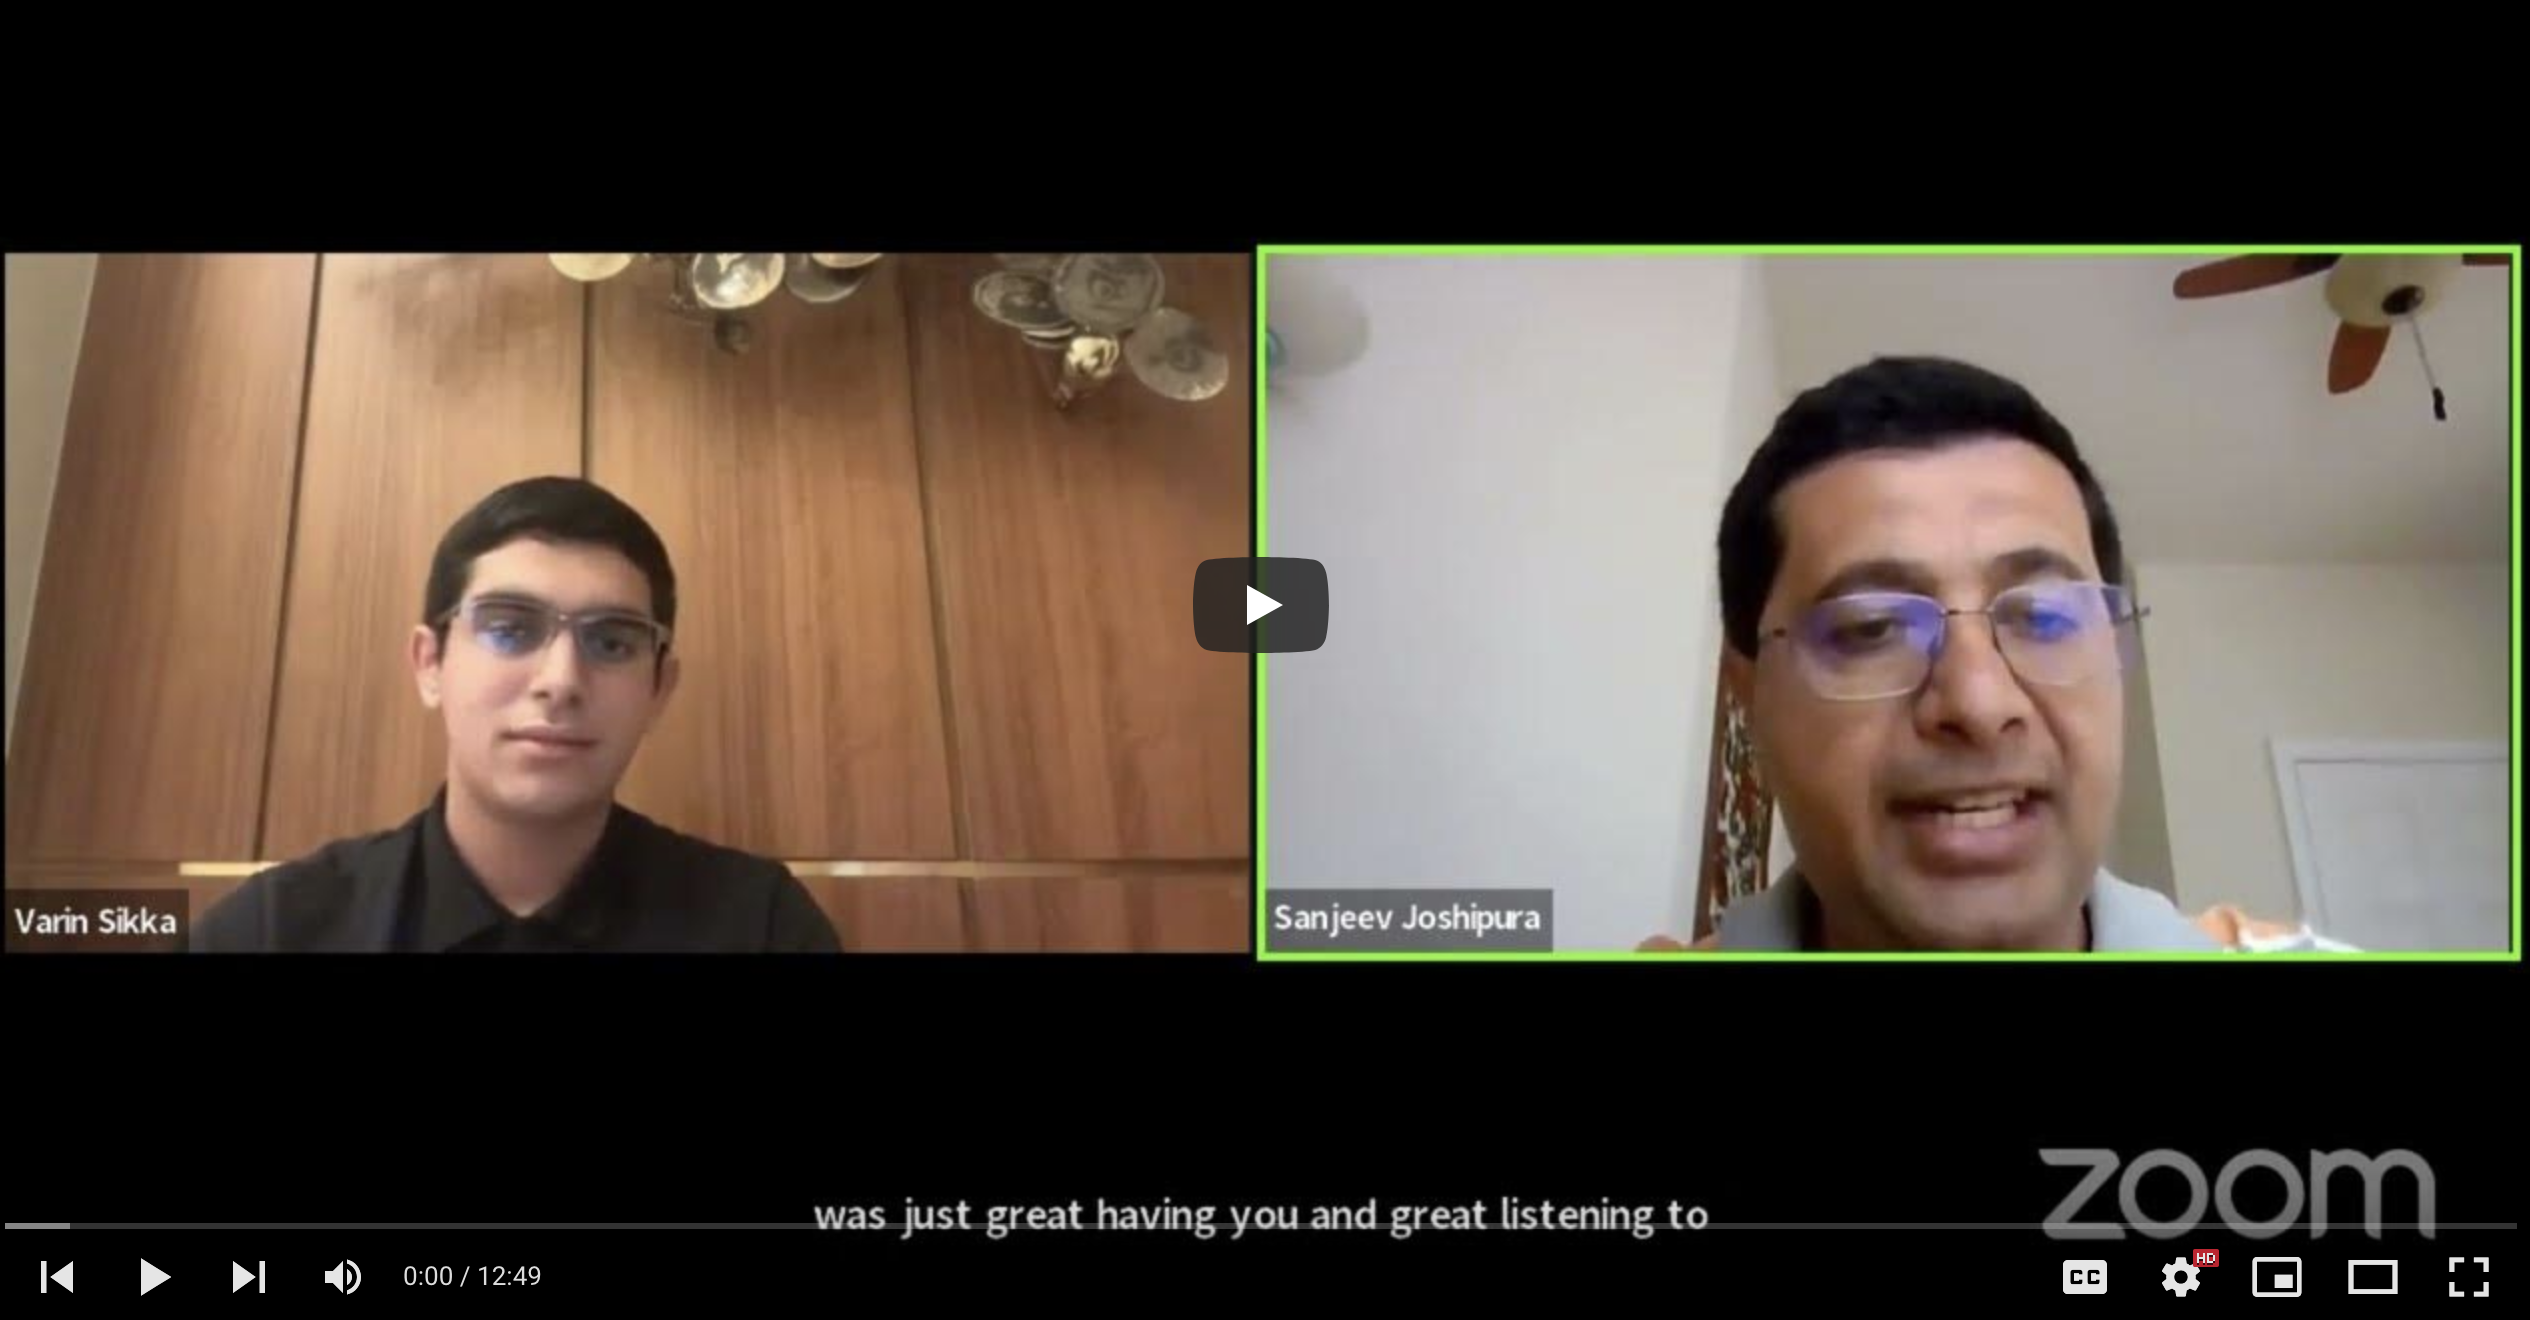 Varin Sikka
Sanjeev Joshipura
zoom
was just great having you and great listening to
0:00 / 12:49
CC
HD